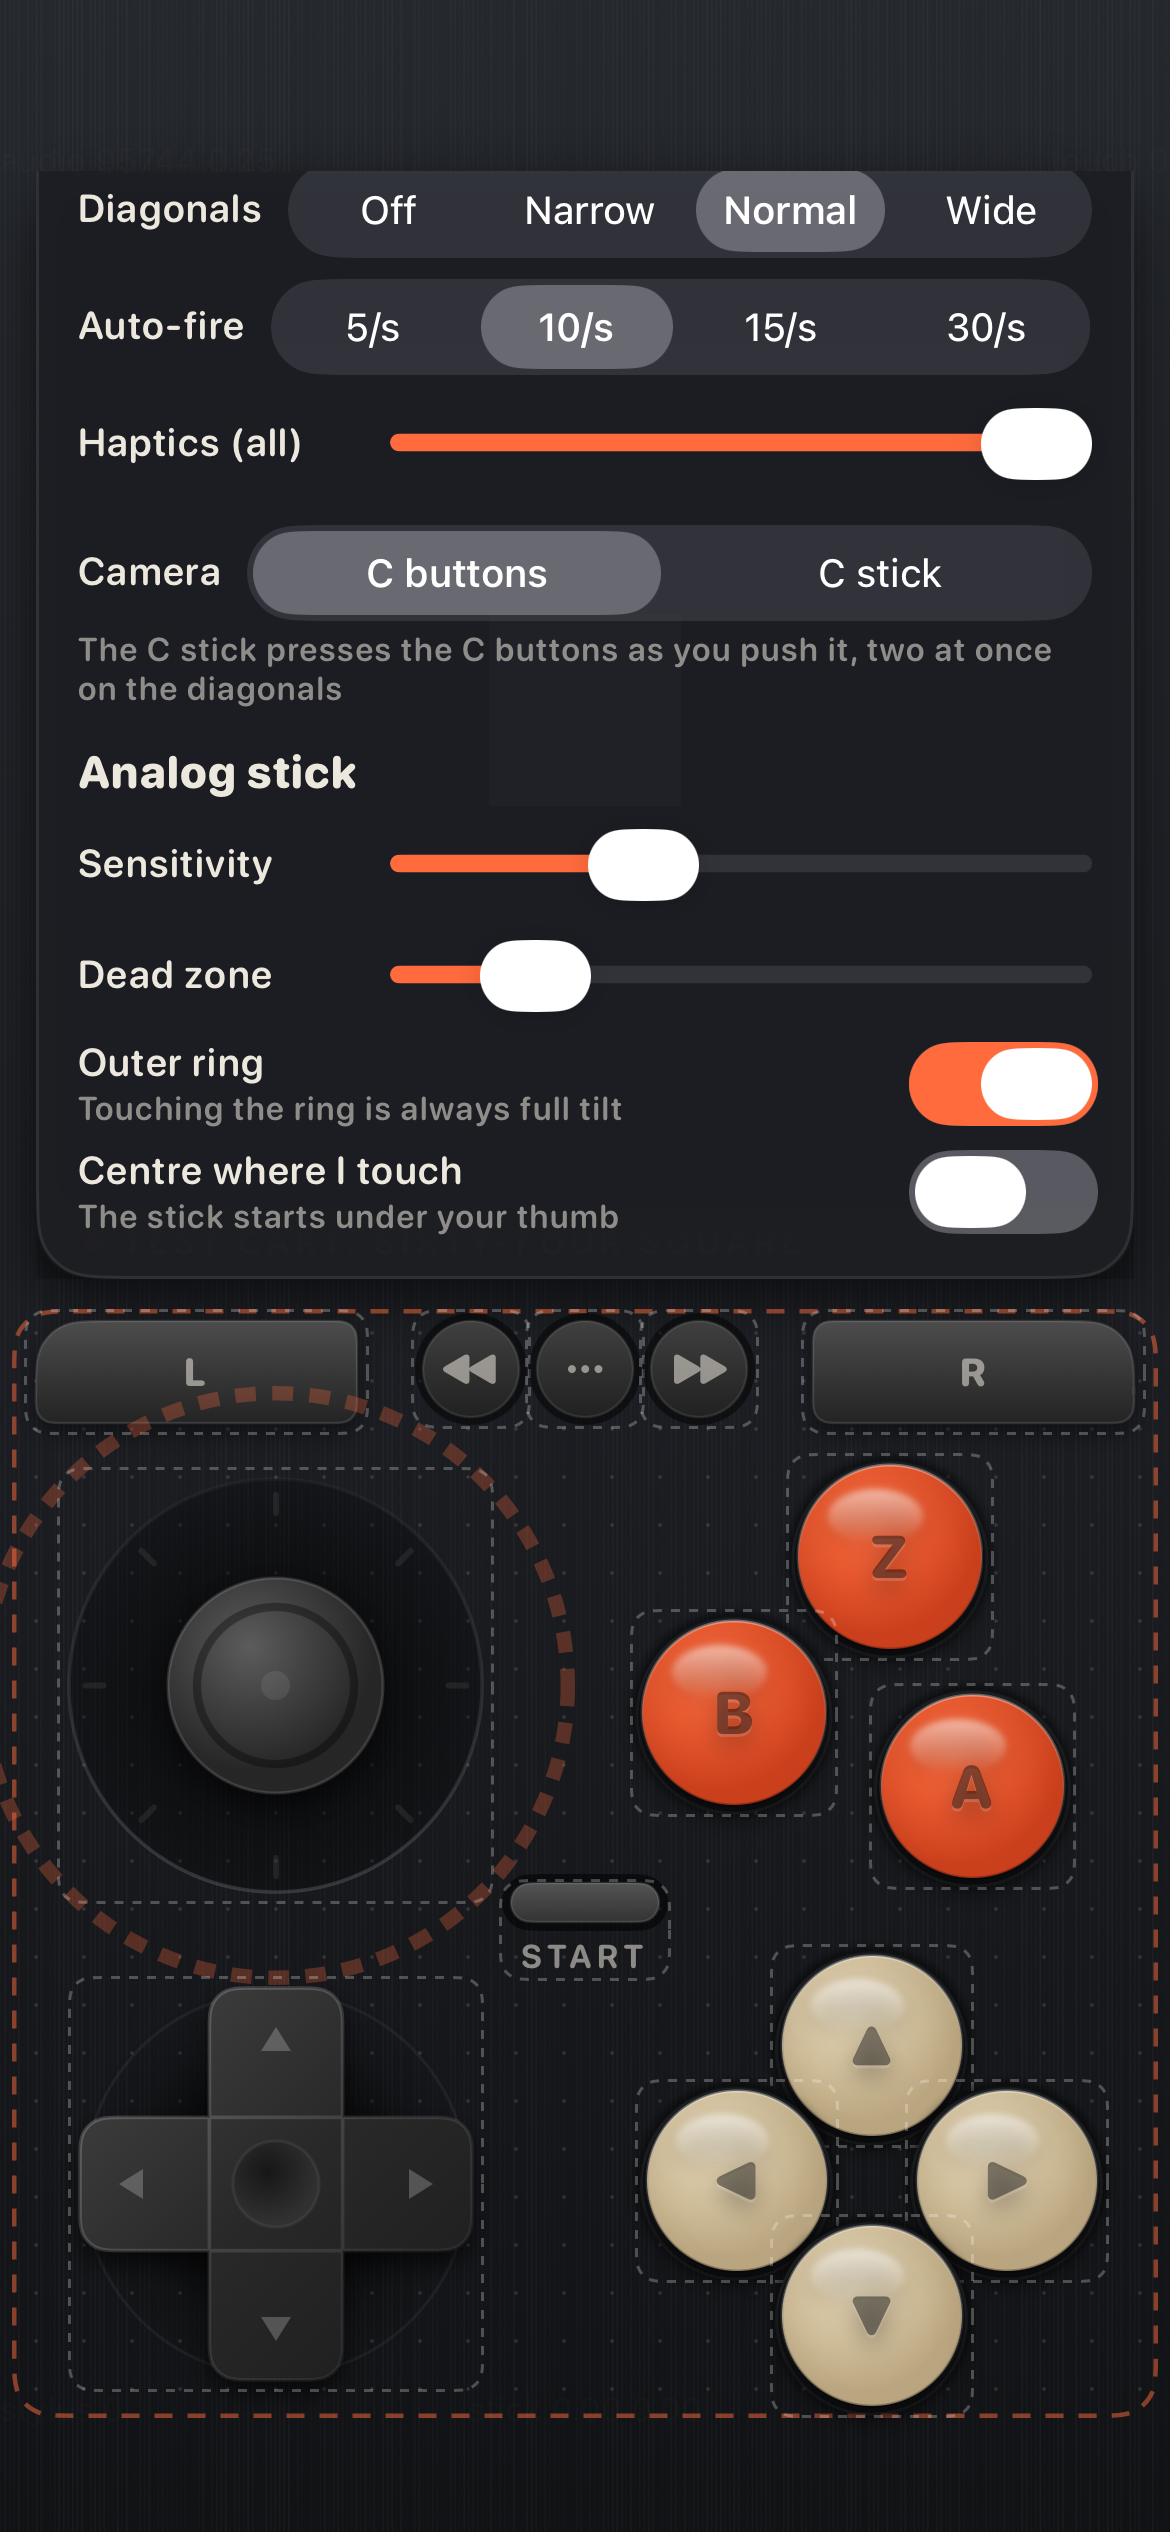 Diagonals Off Narrow Normal Wide
Auto-fire 5/s 10/s 15/s 30/s
Haptics (all)
Camera C buttons C stick
The C stick presses the C buttons as you push it, two at once
on the diagonals
Analog stick
Sensitivity
Dead zone
Outer ring
Touching the ring is always full tilt
Centre where I touch
The stick starts under your thumb
L R
Z
B
A
START